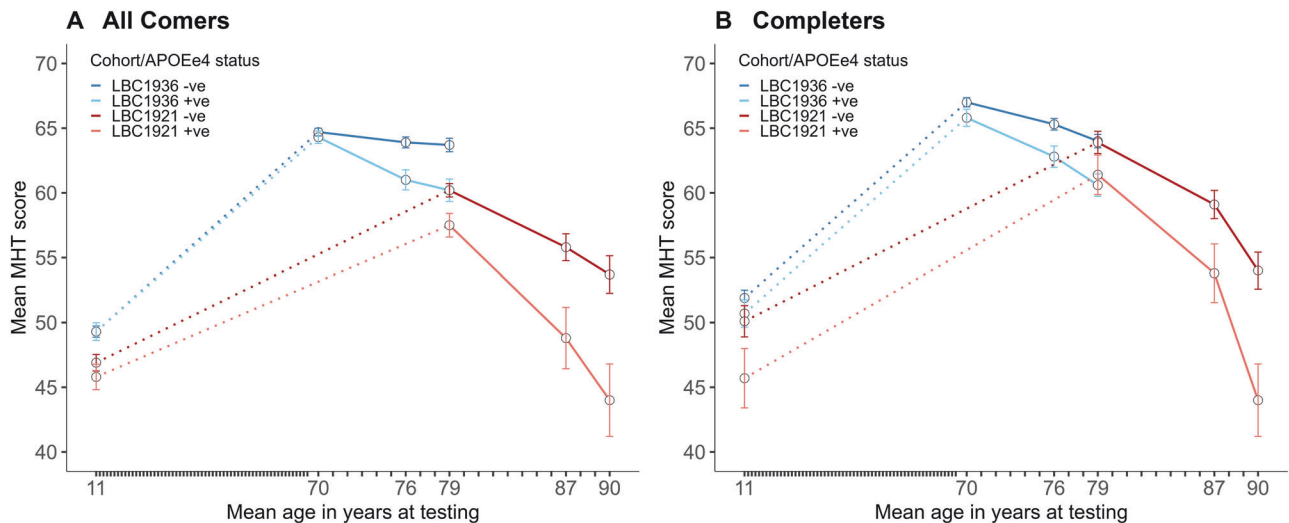 A All Comers
Mean MHT score
70
65
60
55
50
45
40
Cohort/APOEe4 status
LBC1936 -ve
LBC1936 +ve
LBC1921 -ve
LBC1921 +ve
11 70 76 79 87 90
Mean age in years at testing
B Completers
Mean MHT score
70
65
60
55
50
45
40
Cohort/APOEe4 status
LBC1936 -ve
LBC1936 +ve
LBC1921 -ve
LBC1921 +ve
11 70 76 79 87 90
Mean age in years at testing